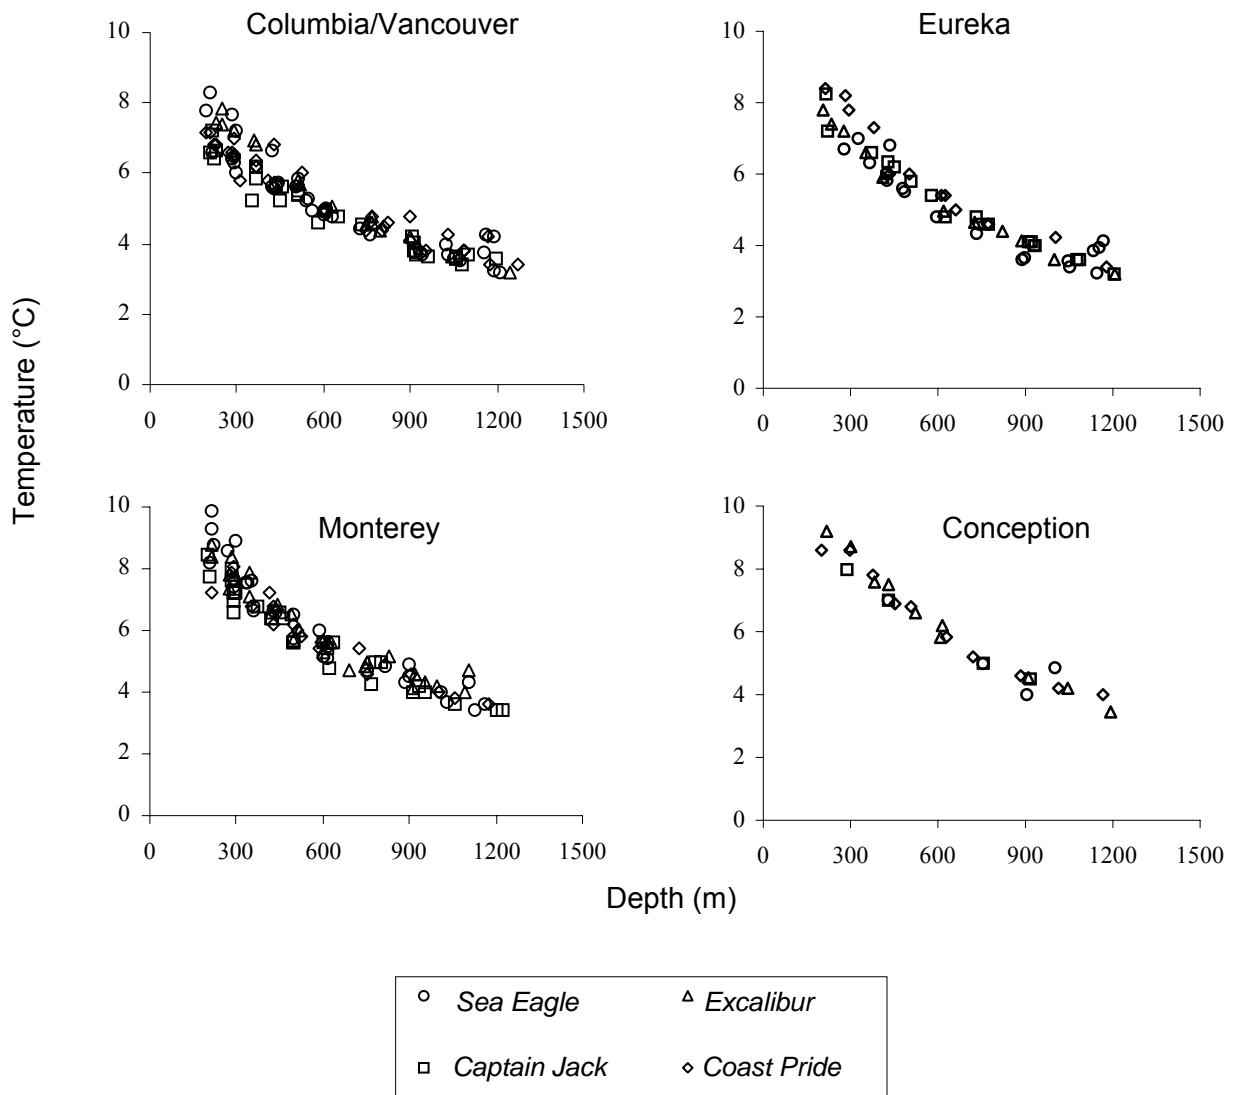 Columbia/Vancouver
10
8
6
4
2
0
0 300 600 900 1200 1500
Eureka
10
8
6
4
2
0
0 300 600 900 1200 1500
Temperature (°C)
Monterey
10
8
6
4
2
0
0 300 600 900 1200 1500
Conception
10
8
6
4
2
0
0 300 600 900 1200 1500
Depth (m)
Sea Eagle Excalibur
Captain Jack Coast Pride